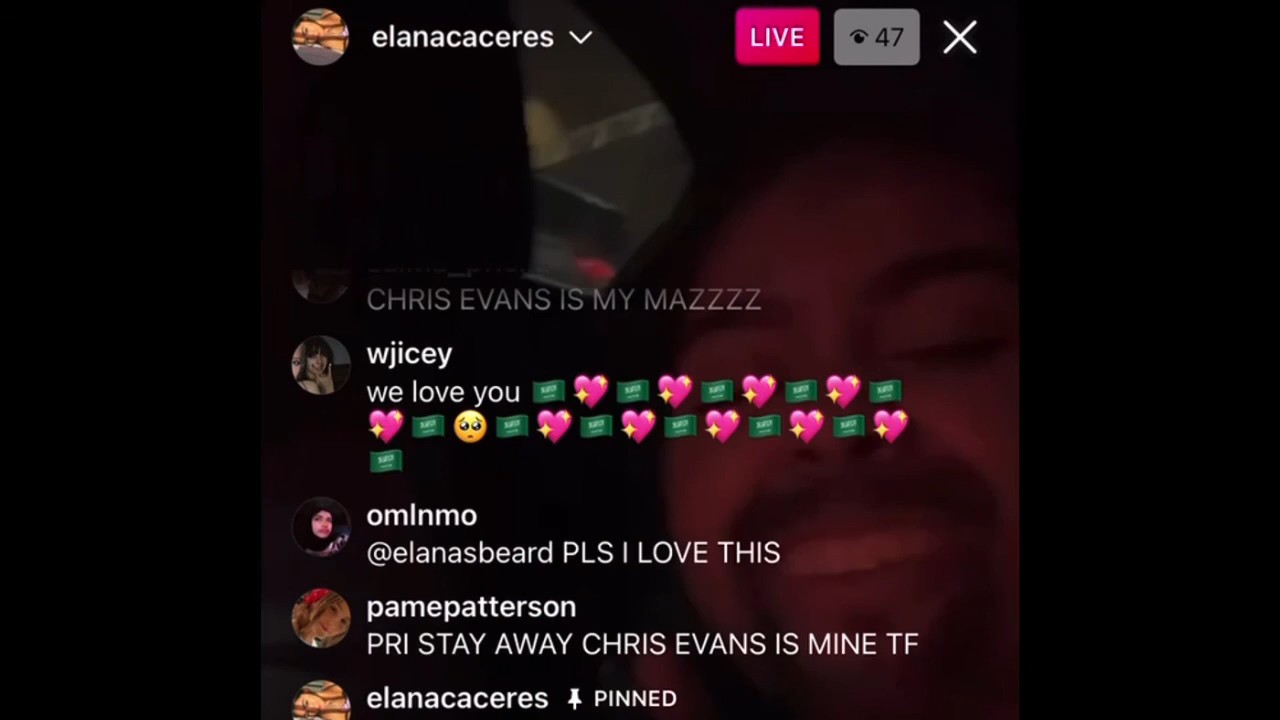 elanacaceres
LIVE
47
CHRIS EVANS IS MY MAZZZZ
wjicey
we love you 🇸🇦💖🇸🇦💖🇸🇦💖🇸🇦💖🇸🇦
💖🇸🇦🥺🇸🇦💖🇸🇦💖🇸🇦💖🇸🇦💖🇸🇦💖
🇸🇦
omlnmo
@elanasbeard PLS I LOVE THIS
pamepatterson
PRI STAY AWAY CHRIS EVANS IS MINE TF
elanacaceres PINNED